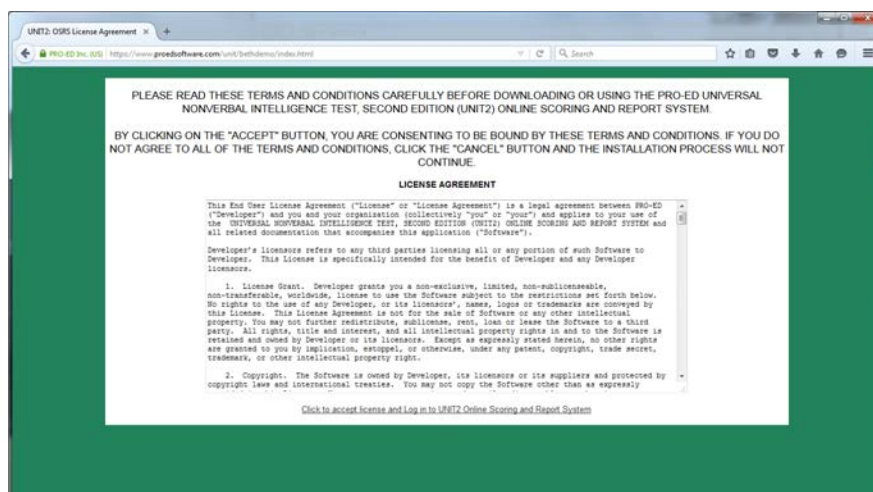 UNIT2: OSRS License Agreement
PRO-ED Inc. (US) https://www.proedsoftware.com/unit/bethdemo/index.html
Search
PLEASE READ THESE TERMS AND CONDITIONS CAREFULLY BEFORE DOWNLOADING OR USING THE PRO-ED UNIVERSAL
NONVERBAL INTELLIGENCE TEST, SECOND EDITION (UNIT2) ONLINE SCORING AND REPORT SYSTEM.
BY CLICKING ON THE "ACCEPT" BUTTON, YOU ARE CONSENTING TO BE BOUND BY THESE TERMS AND CONDITIONS. IF YOU DO
NOT AGREE TO ALL OF THE TERMS AND CONDITIONS, CLICK THE "CANCEL" BUTTON AND THE INSTALLATION PROCESS WILL NOT
CONTINUE.
LICENSE AGREEMENT
This End User License Agreement ("License" or "License Agreement") is a legal agreement between PRO-ED
("Developer") and you and your organization (collectively "you" or "your") and applies to your use of
the UNIVERSAL NONVERBAL INTELLIGENCE TEST, SECOND EDITION (UNIT2) ONLINE SCORING AND REPORT SYSTEM and
all related documentation that accompanies this application ("Software").
Developer's licensors refers to any third parties licensing all or any portion of such Software to
Developer. This License is specifically intended for the benefit of Developer and any Developer
licensors.
1. License Grant. Developer grants you a non-exclusive, limited, non-sublicenseable,
non-transferable, worldwide, license to use the Software subject to the restrictions set forth below.
No rights to the use of any Developer, or its licensors', names, logos or trademarks are conveyed by
this License. This License Agreement is not for the sale of Software or any other intellectual
property. You may not further redistribute, sublicense, rent, loan or lease the Software to a third
party. All rights, title and interest, and all intellectual property rights in and to the Software is
retained and owned by Developer or its licensors. Except as expressly stated herein, no other rights
are granted to you by implication, estoppel, or otherwise, under any patent, copyright, trade secret,
trademark, or other intellectual property right.
2. Copyright. The Software is owned by Developer, its licensors or its suppliers and protected by
copyright laws and international treaties. You may not copy the Software other than as expressly
Click to accept license and Log in to UNIT2 Online Scoring and Report System